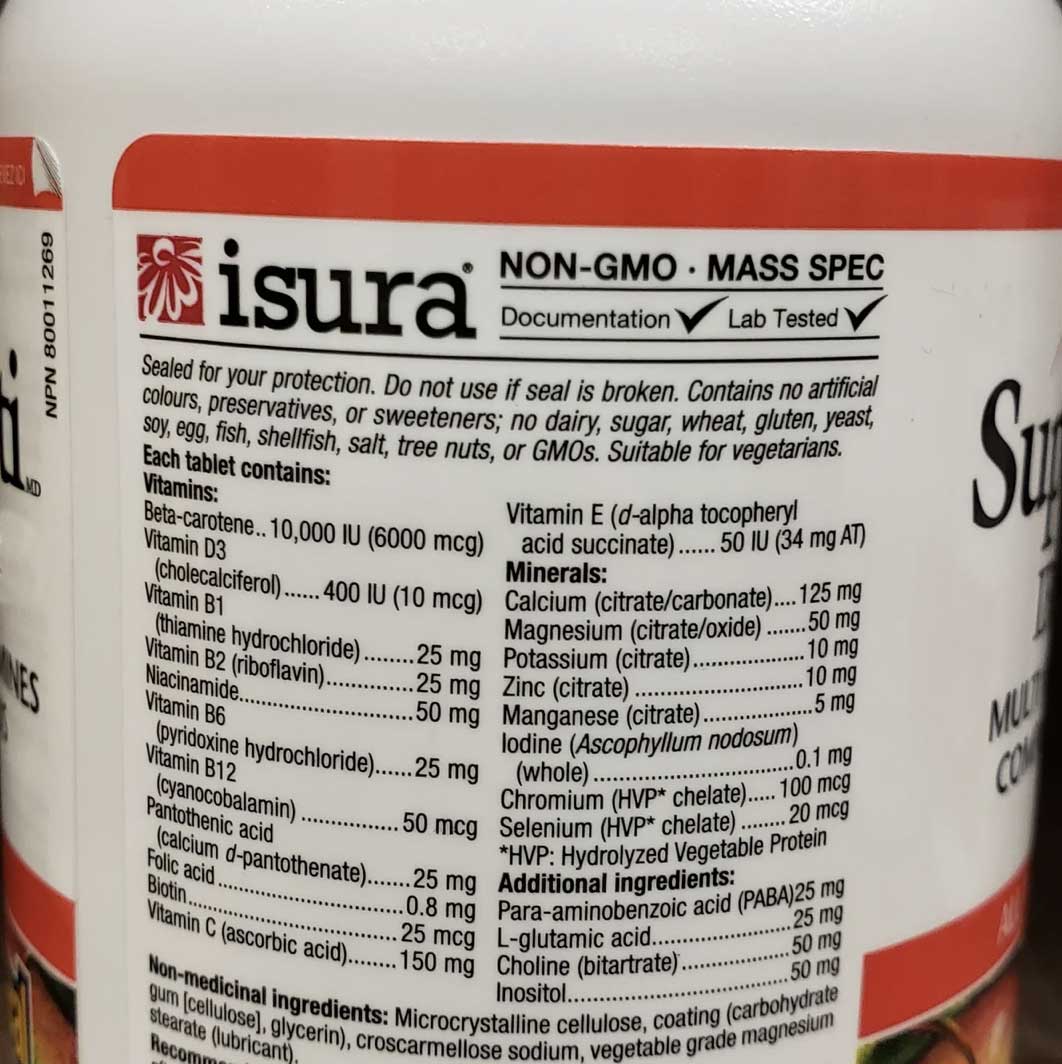 NPN 80011269
MD
isura®
NON-GMO · MASS SPEC
Documentation ✓ Lab Tested ✓
Sealed for your protection. Do not use if seal is broken. Contains no artificial
colours, preservatives, or sweeteners; no dairy, sugar, wheat, gluten, yeast,
soy, egg, fish, shellfish, salt, tree nuts, or GMOs. Suitable for vegetarians.
Each tablet contains:
Vitamins:
Beta-carotene.. 10,000 IU (6000 mcg)
Vitamin D3
(cholecalciferol)...... 400 IU (10 mcg)
Vitamin B1
(thiamine hydrochloride)........25 mg
Vitamin B2 (riboflavin)..............25 mg
Niacinamide............................50 mg
Vitamin B6
(pyridoxine hydrochloride)......25 mg
Vitamin B12
(cyanocobalamin) ................50 mcg
Pantothenic acid
(calcium d-pantothenate).......25 mg
Folic acid..............................0.8 mg
Biotin..................................25 mcg
Vitamin C (ascorbic acid)........150 mg
Vitamin E (d-alpha tocopheryl
acid succinate) ...... 50 IU (34 mg AT)
Minerals:
Calcium (citrate/carbonate)....125 mg
Magnesium (citrate/oxide) .......50 mg
Potassium (citrate)...................10 mg
Zinc (citrate) ...........................10 mg
Manganese (citrate)..................5 mg
Iodine (Ascophyllum nodosum)
(whole)................................0.1 mg
Chromium (HVP* chelate)..... 100 mcg
Selenium (HVP* chelate) ........ 20 mcg
*HVP: Hydrolyzed Vegetable Protein
Additional ingredients:
Para-aminobenzoic acid (PABA)25 mg
L-glutamic acid.......................25 mg
Choline (bitartrate)..................50 mg
Inositol...................................50 mg
Non-medicinal ingredients: Microcrystalline cellulose, coating (carbohydrate
gum [cellulose], glycerin), croscarmellose sodium, vegetable grade magnesium
stearate (lubricant).